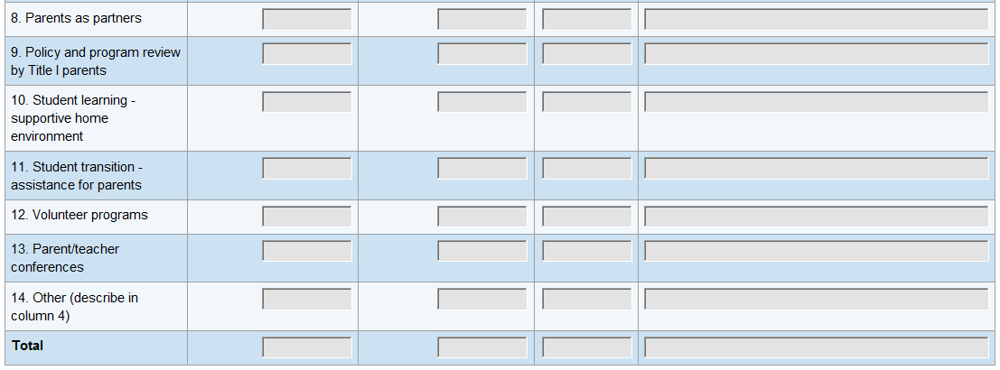 8. Parents as partners
9. Policy and program review
by Title I parents
10. Student learning -
supportive home
environment
11. Student transition -
assistance for parents
12. Volunteer programs
13. Parent/teacher
conferences
14. Other (describe in
column 4)
Total